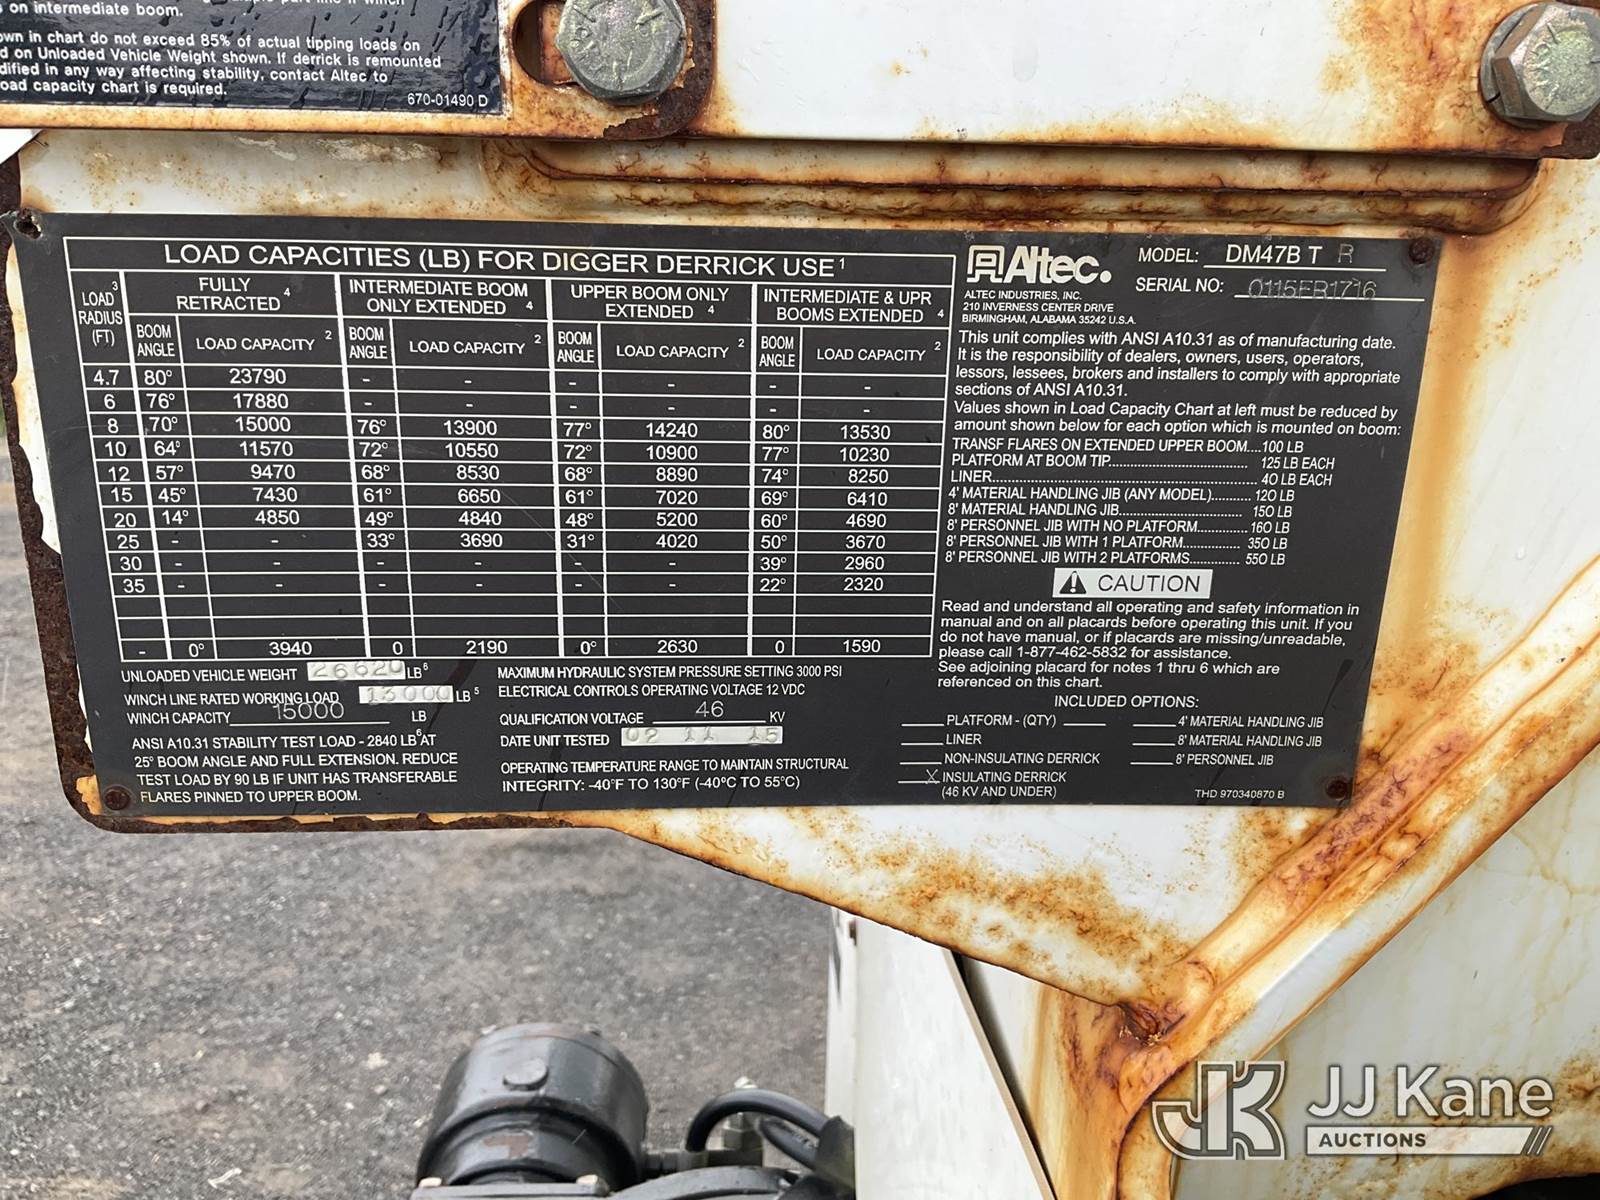 on intermediate boom.
own in chart do not exceed 85% of actual tipping loads on
d on Unloaded Vehicle Weight shown. If derrick is remounted
dified in any way affecting stability, contact Altec to
oad capacity chart is required.
670-01490 D
LOAD CAPACITIES (LB) FOR DIGGER DERRICK USE 1
LOAD 3 RADIUS (FT) FULLY RETRACTED 4 INTERMEDIATE BOOM ONLY EXTENDED 4 UPPER BOOM ONLY EXTENDED 4 INTERMEDIATE & UPR BOOMS EXTENDED 4
BOOM ANGLE LOAD CAPACITY 2 BOOM ANGLE LOAD CAPACITY 2 BOOM ANGLE LOAD CAPACITY 2 BOOM ANGLE LOAD CAPACITY 2
4.7 80° 23790 - - - - - -
6 76° 17880 - - - - - -
8 70° 15000 76° 13900 77° 14240 80° 13530
10 64° 11570 72° 10550 72° 10900 77° 10230
12 57° 9470 68° 8530 68° 8890 74° 8250
15 45° 7430 61° 6650 61° 7020 69° 6410
20 14° 4850 49° 4840 48° 5200 60° 4690
25 - - 33° 3690 31° 4020 50° 3670
30 - - - - - - 39° 2960
35 - - - - - - 22° 2320
- 0° 3940 0 2190 0° 2630 0 1590
UNLOADED VEHICLE WEIGHT 26620 LB 6
WINCH LINE RATED WORKING LOAD 13000 LB 5
WINCH CAPACITY 15000 LB
ANSI A10.31 STABILITY TEST LOAD - 2840 LB 6 AT
25° BOOM ANGLE AND FULL EXTENSION. REDUCE
TEST LOAD BY 90 LB IF UNIT HAS TRANSFERABLE
FLARES PINNED TO UPPER BOOM.
MAXIMUM HYDRAULIC SYSTEM PRESSURE SETTING 3000 PSI
ELECTRICAL CONTROLS OPERATING VOLTAGE 12 VDC
QUALIFICATION VOLTAGE 46 KV
DATE UNIT TESTED 02 11 15
OPERATING TEMPERATURE RANGE TO MAINTAIN STRUCTURAL
INTEGRITY: -40°F TO 130°F (-40°C TO 55°C)
Altec.
ALTEC INDUSTRIES, INC.
210 INVERNESS CENTER DRIVE
BIRMINGHAM, ALABAMA 35242 U.S.A.
MODEL: DM47B T R
SERIAL NO: 0115FR1716
This unit complies with ANSI A10.31 as of manufacturing date.
It is the responsibility of dealers, owners, users, operators,
lessors, lessees, brokers and installers to comply with appropriate
sections of ANSI A10.31.
Values shown in Load Capacity Chart at left must be reduced by
amount shown below for each option which is mounted on boom:
TRANSF FLARES ON EXTENDED UPPER BOOM....100 LB
PLATFORM AT BOOM TIP.................... 125 LB EACH
LINER.................... 40 LB EACH
4' MATERIAL HANDLING JIB (ANY MODEL)........... 120 LB
8' MATERIAL HANDLING JIB.................... 150 LB
8' PERSONNEL JIB WITH NO PLATFORM............. 160 LB
8' PERSONNEL JIB WITH 1 PLATFORM................ 350 LB
8' PERSONNEL JIB WITH 2 PLATFORMS.............. 550 LB
CAUTION
Read and understand all operating and safety information in
manual and on all placards before operating this unit. If you
do not have manual, or if placards are missing/unreadable,
please call 1-877-462-5832 for assistance.
See adjoining placard for notes 1 thru 6 which are
referenced on this chart.
INCLUDED OPTIONS:
PLATFORM - (QTY)
LINER
NON-INSULATING DERRICK
X INSULATING DERRICK
(46 KV AND UNDER)
4' MATERIAL HANDLING JIB
8' MATERIAL HANDLING JIB
8' PERSONNEL JIB
THD 970340870 B
JK JJ Kane
AUCTIONS